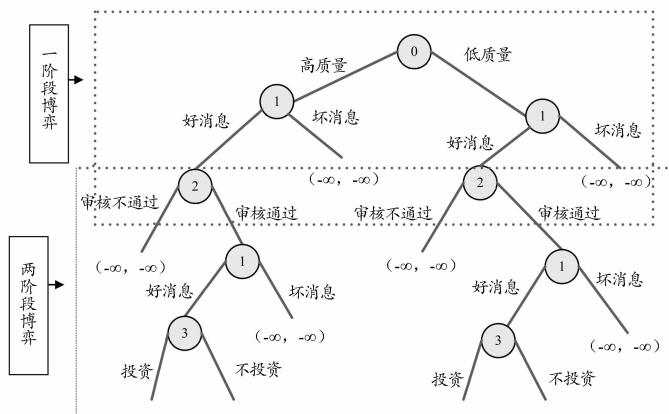 一阶段博弈
0
高质量
低质量
1
1
好消息
坏消息
好消息
坏消息
(-∞, -∞)
(-∞, -∞)
2
2
审核不通过
审核通过
审核不通过
审核通过
两阶段博弈
(-∞, -∞)
1
(-∞, -∞)
1
好消息
坏消息
好消息
坏消息
(-∞, -∞)
(-∞, -∞)
3
3
投资
不投资
投资
不投资